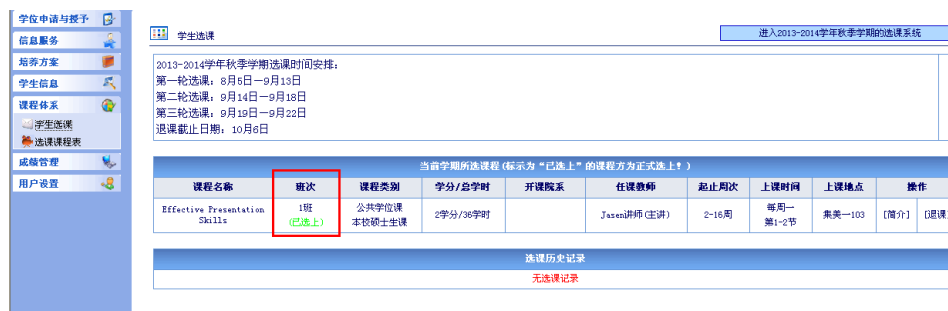 学位申请与授予
信息服务
培养方案
学生信息
课程体系
学生选课
选课课程表
成绩管理
用户设置
学生选课
进入2013-2014学年秋季学期的选课系统
2013-2014学年秋季学期选课时间安排：
第一轮选课：8月5日－9月13日
第二轮选课：9月14日－9月18日
第三轮选课：9月19日－9月22日
退课截止日期：10月6日
当前学期所选课程(标示为“已选上”的课程方为正式选上！)
课程名称 班次 课程类别 学分/总学时 开课院系 任课教师 起止周次 上课时间 上课地点 操作
Effective Presentation 1班 公共学位课 2学分/36学时 Jasen讲师(主讲) 2-16周 每周一 集美一103 [简介] [退课
Skills (已选上) 本校硕士生课 第1-2节
选课历史记录
无选课记录